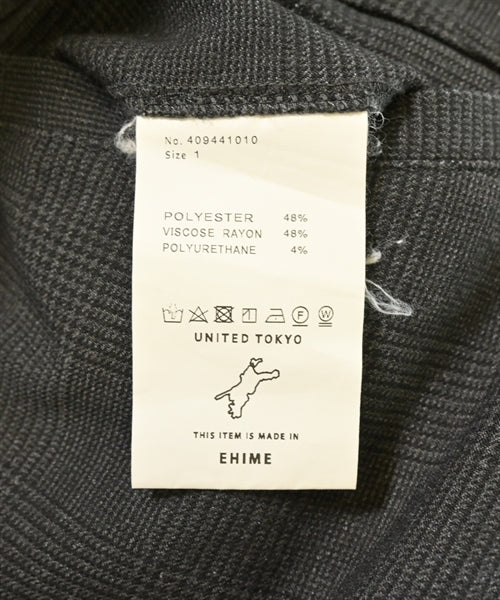 No. 409441010
Size 1
POLYESTER 48%
VISCOSE RAYON 48%
POLYURETHANE 4%
F W
UNITED TOKYO
THIS ITEM IS MADE IN
EHIME